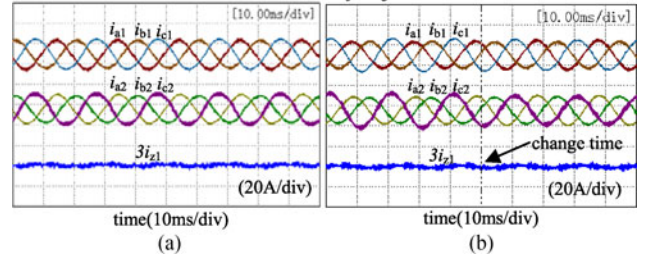 [10.00ms/div]
ia1 ib1 ic1
ia2 ib2 ic2
3iz1
(20A/div)
time(10ms/div)
(a)
[10.00ms/div]
ia1 ib1 ic1
ia2 ib2 ic2
change time
3iz1
(20A/div)
time(10ms/div)
(b)